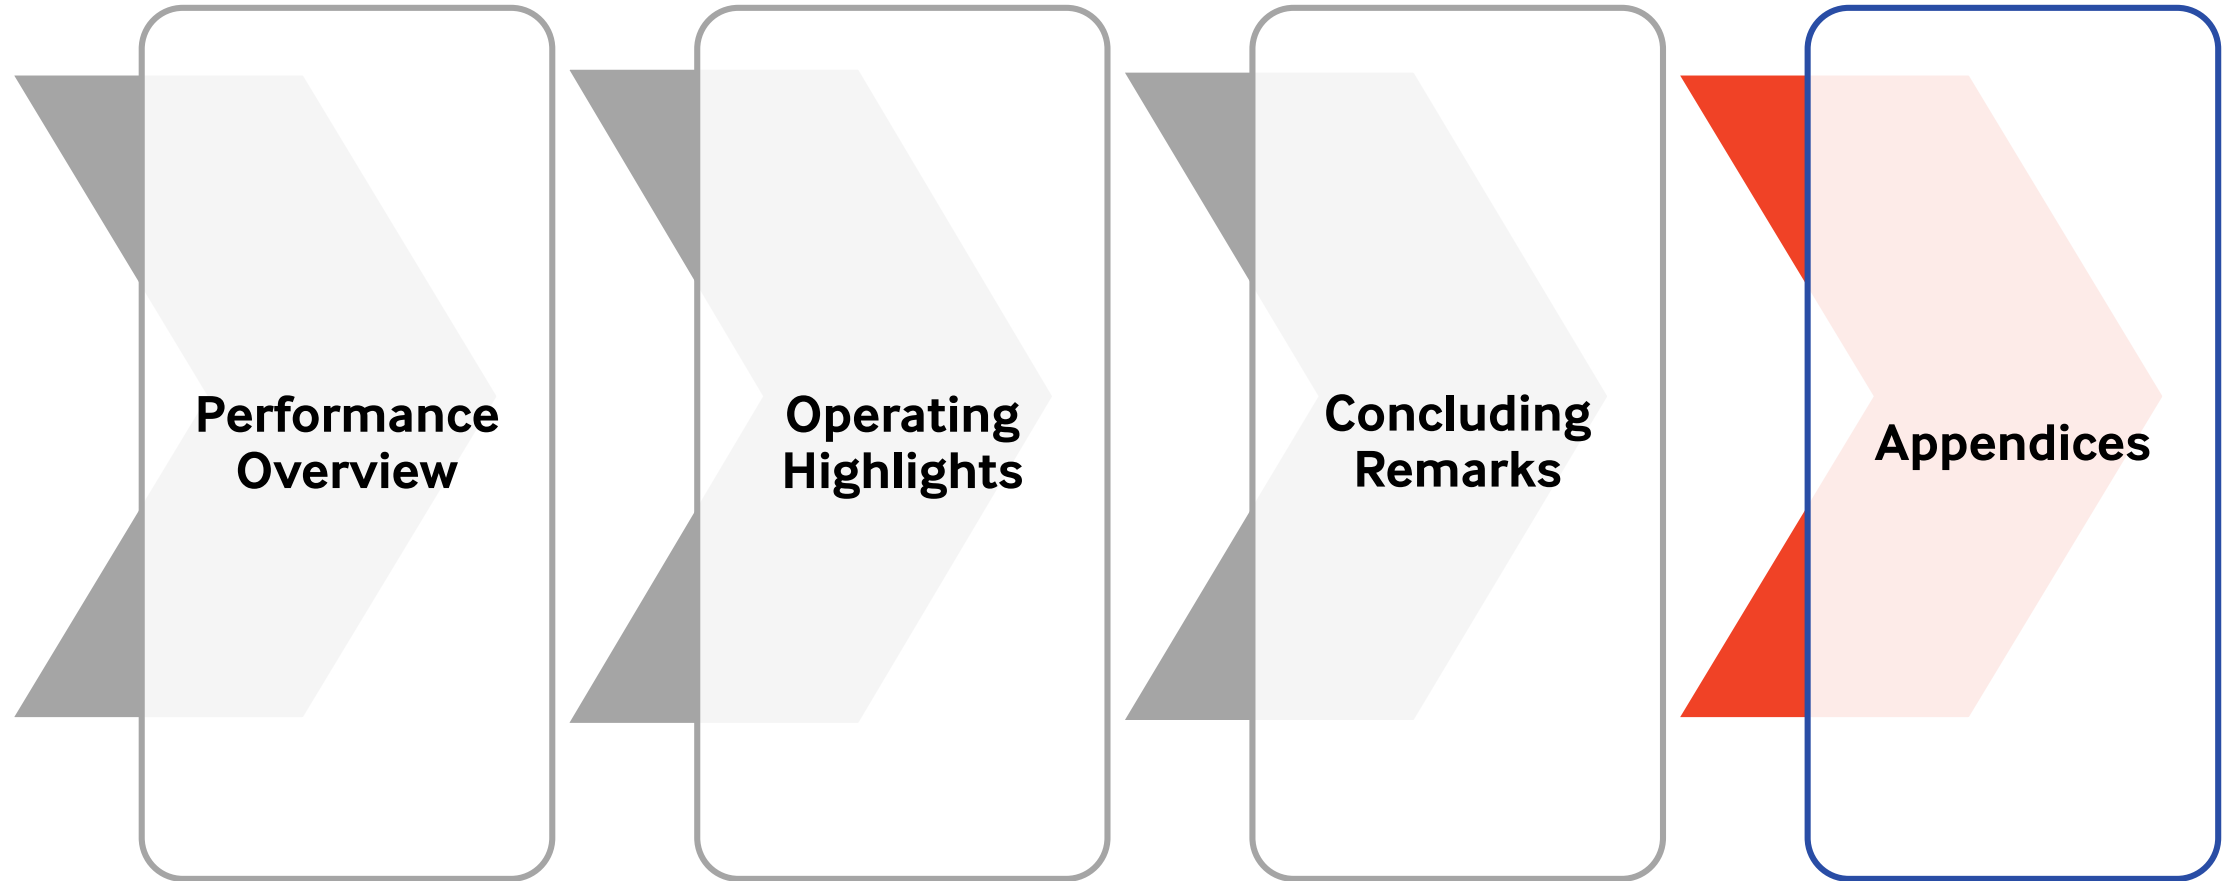 Performance
Overview
Operating
Highlights
Concluding
Remarks
Appendices